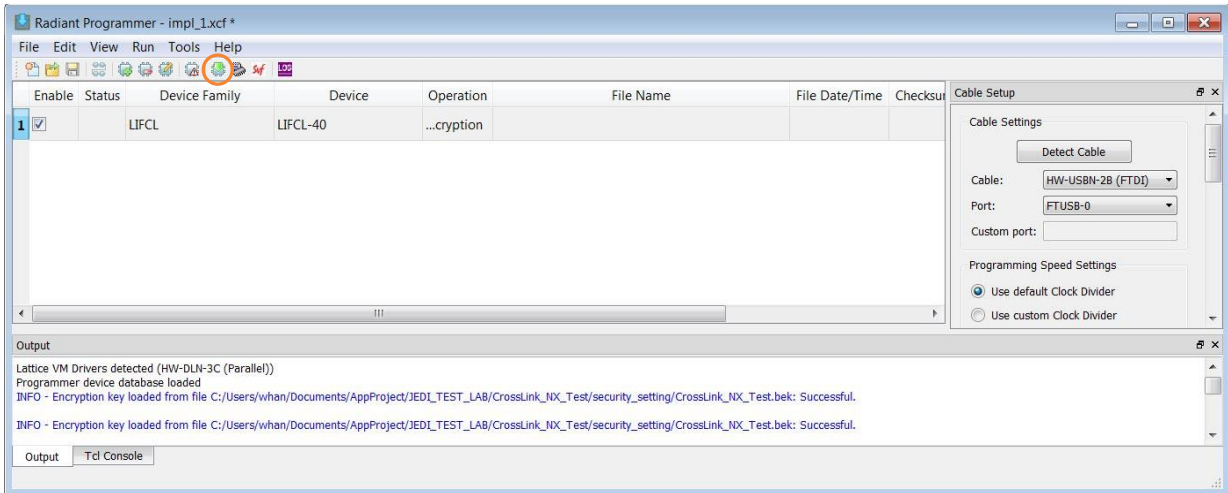 Radiant Programmer - impl_1.xcf *
File Edit View Run Tools Help
Svf LOG
Enable Status Device Family Device Operation File Name File Date/Time Checksur
1 LIFCL LIFCL-40 ...cryption
Cable Setup
Cable Settings
Detect Cable
Cable: HW-USBN-2B (FTDI)
Port: FTUSB-0
Custom port:
Programming Speed Settings
Use default Clock Divider
Use custom Clock Divider
Output
Lattice VM Drivers detected (HW-DLN-3C (Parallel))
Programmer device database loaded
INFO - Encryption key loaded from file C:/Users/whan/Documents/AppProject/JEDI_TEST_LAB/CrossLink_NX_Test/security_setting/CrossLink_NX_Test.bek: Successful.
INFO - Encryption key loaded from file C:/Users/whan/Documents/AppProject/JEDI_TEST_LAB/CrossLink_NX_Test/security_setting/CrossLink_NX_Test.bek: Successful.
Output Tcl Console